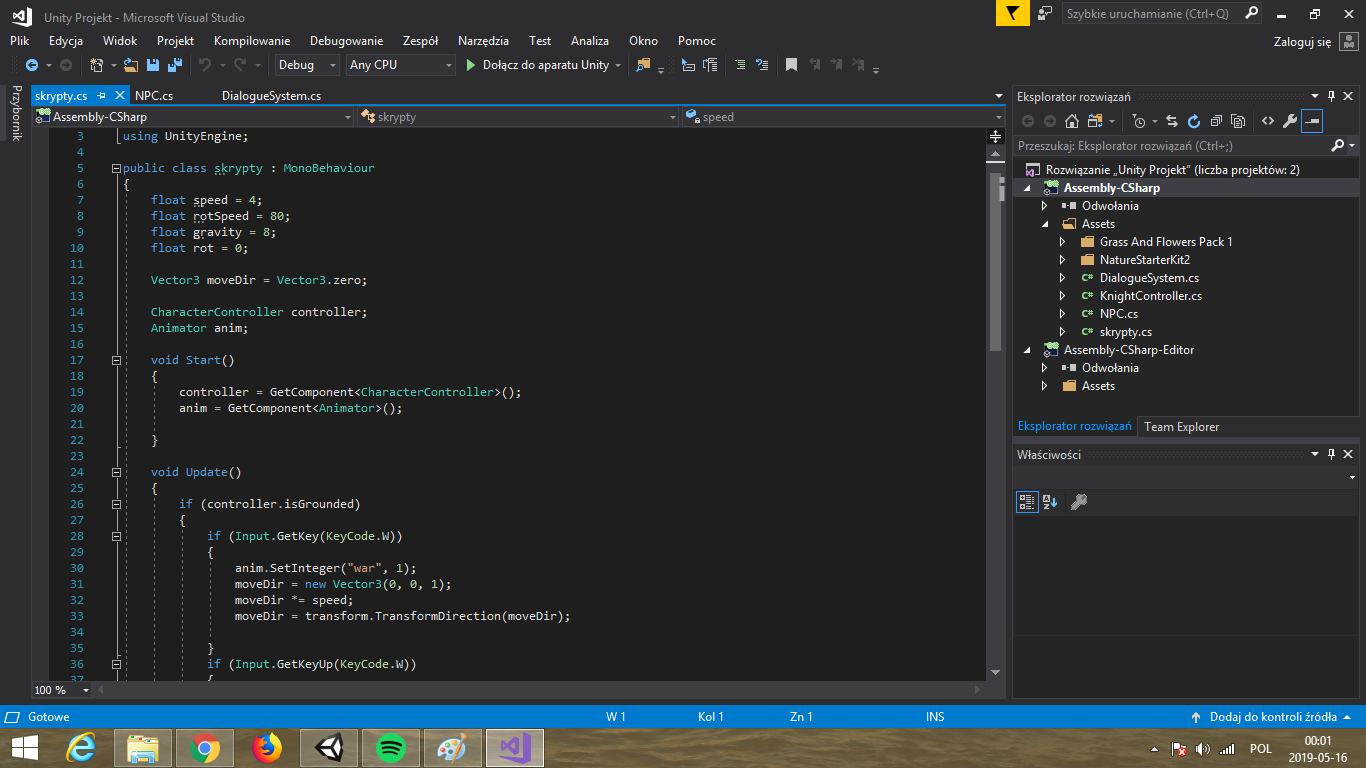 Unity Projekt - Microsoft Visual Studio
Szybkie uruchamianie (Ctrl+Q)
Plik Edycja Widok Projekt Kompilowanie Debugowanie Zespół Narzędzia Test Analiza Okno Pomoc
Zaloguj się
Debug Any CPU Dołącz do aparatu Unity
Przybornik
skrypty.cs NPC.cs DialogueSystem.cs
Assembly-CSharp skrypty speed
3 using UnityEngine;
4
5 public class skrypty : MonoBehaviour
6 {
7 float speed = 4;
8 float rotSpeed = 80;
9 float gravity = 8;
10 float rot = 0;
11
12 Vector3 moveDir = Vector3.zero;
13
14 CharacterController controller;
15 Animator anim;
16
17 void Start()
18 {
19 controller = GetComponent<CharacterController>();
20 anim = GetComponent<Animator>();
21
22 }
23
24 void Update()
25 {
26 if (controller.isGrounded)
27 {
28 if (Input.GetKey(KeyCode.W))
29 {
30 anim.SetInteger("war", 1);
31 moveDir = new Vector3(0, 0, 1);
32 moveDir *= speed;
33 moveDir = transform.TransformDirection(moveDir);
34
35 }
36 if (Input.GetKeyUp(KeyCode.W))
37 {
100 %
Eksplorator rozwiązań
Przeszukaj: Eksplorator rozwiązań (Ctrl+;)
Rozwiązanie „Unity Projekt” (liczba projektów: 2)
Assembly-CSharp
Odwołania
Assets
Grass And Flowers Pack 1
NatureStarterKit2
C# DialogueSystem.cs
C# KnightController.cs
C# NPC.cs
C# skrypty.cs
Assembly-CSharp-Editor
Odwołania
Assets
Eksplorator rozwiązań Team Explorer
Właściwości
Gotowe W 1 Kol 1 Zn 1 INS Dodaj do kontroli źródła
POL
00:01
2019-05-16